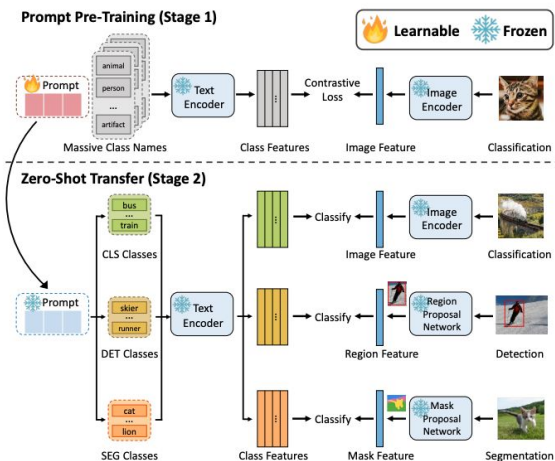 Prompt Pre-Training (Stage 1)
Learnable
Frozen
Prompt
animal
person
...
artifact
Text
Encoder
Contrastive
Loss
Image
Encoder
Massive Class Names
Class Features
Image Feature
Classification
Zero-Shot Transfer (Stage 2)
bus
...
train
CLS Classes
Classify
Image
Encoder
Image Feature
Classification
Prompt
skier
...
runner
DET Classes
Text
Encoder
Classify
Region
Proposal
Network
Region Feature
Detection
cat
...
lion
SEG Classes
Class Features
Classify
Mask
Proposal
Network
Mask Feature
Segmentation